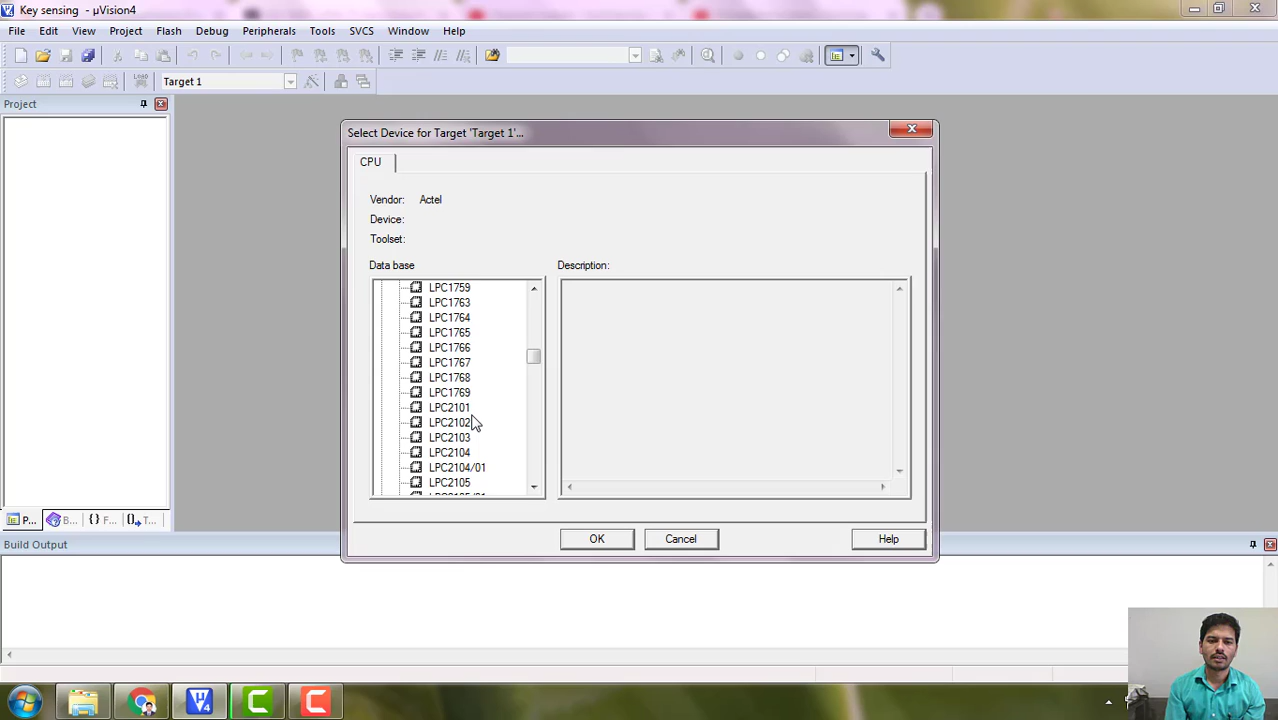 Key sensing - µVision4
File Edit View Project Flash Debug Peripherals Tools SVCS Window Help
LOAD Target 1
Project
Select Device for Target 'Target 1'...
CPU
Vendor: Actel
Device:
Toolset:
Data base Description:
LPC1759
LPC1763
LPC1764
LPC1765
LPC1766
LPC1767
LPC1768
LPC1769
LPC2101
LPC2102
LPC2103
LPC2104
LPC2104/01
LPC2105
P... B... {} F... T...
OK Cancel Help
Build Output